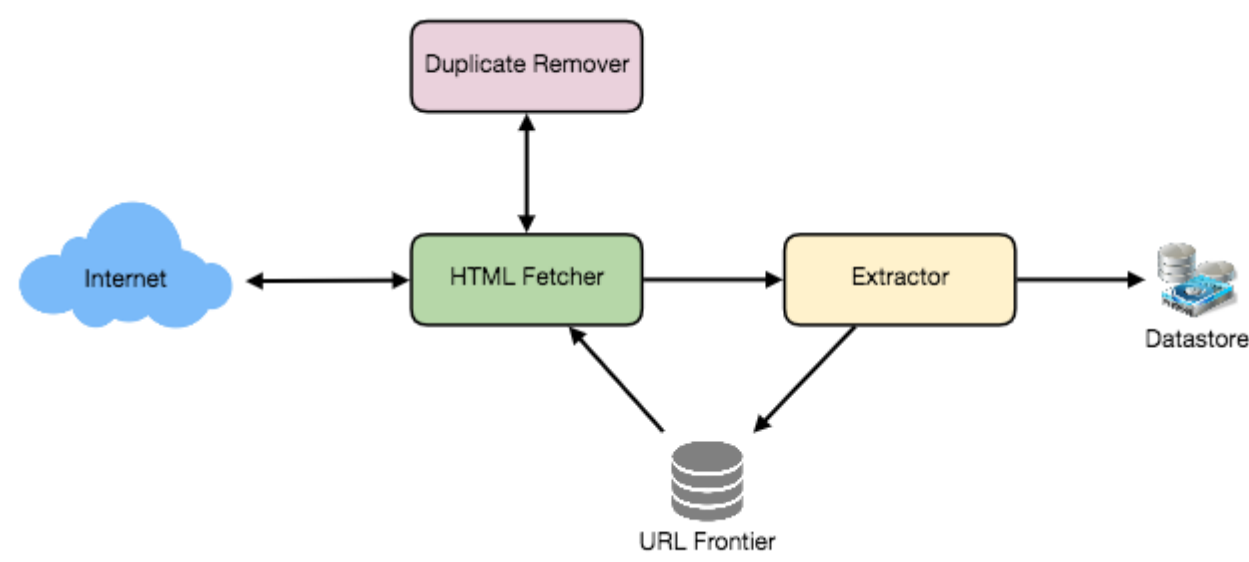 Duplicate Remover
Internet
HTML Fetcher
Extractor
Datastore
URL Frontier